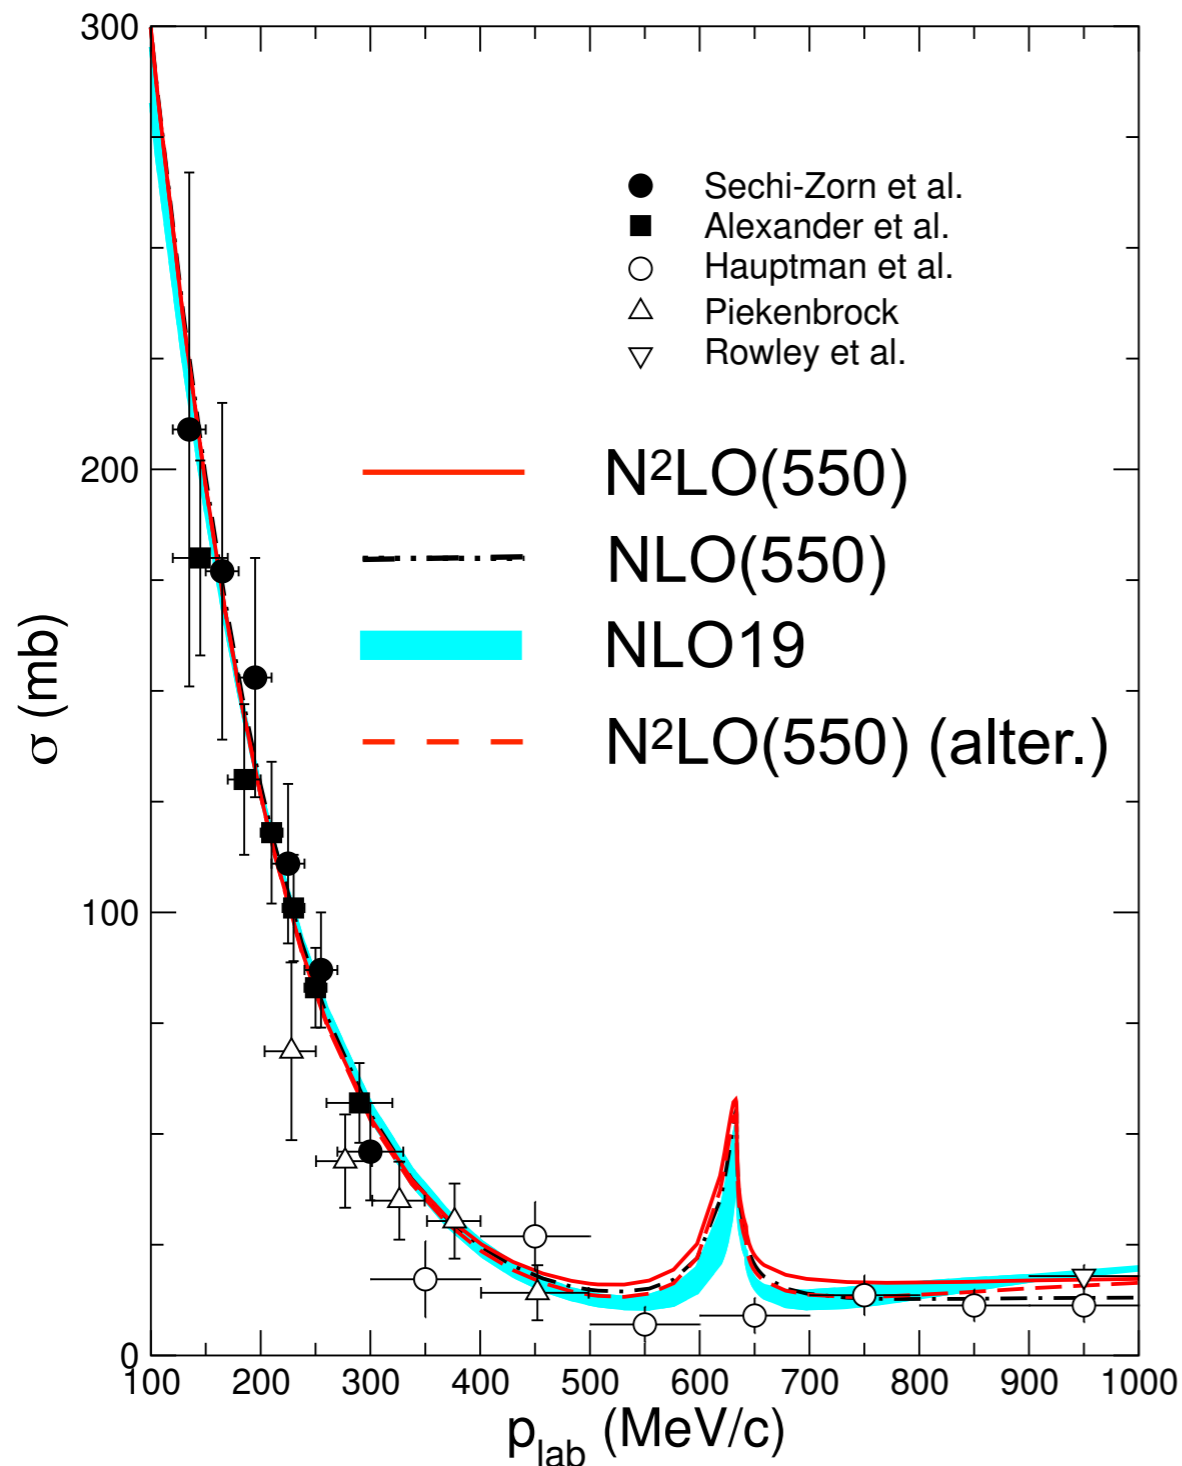 300
200
100
0
σ (mb)
Sechi-Zorn et al.
Alexander et al.
Hauptman et al.
Piekenbrock
Rowley et al.
N²LO(550)
NLO(550)
NLO19
N²LO(550) (alter.)
100 200 300 400 500 600 700 800 900 1000
p_lab (MeV/c)